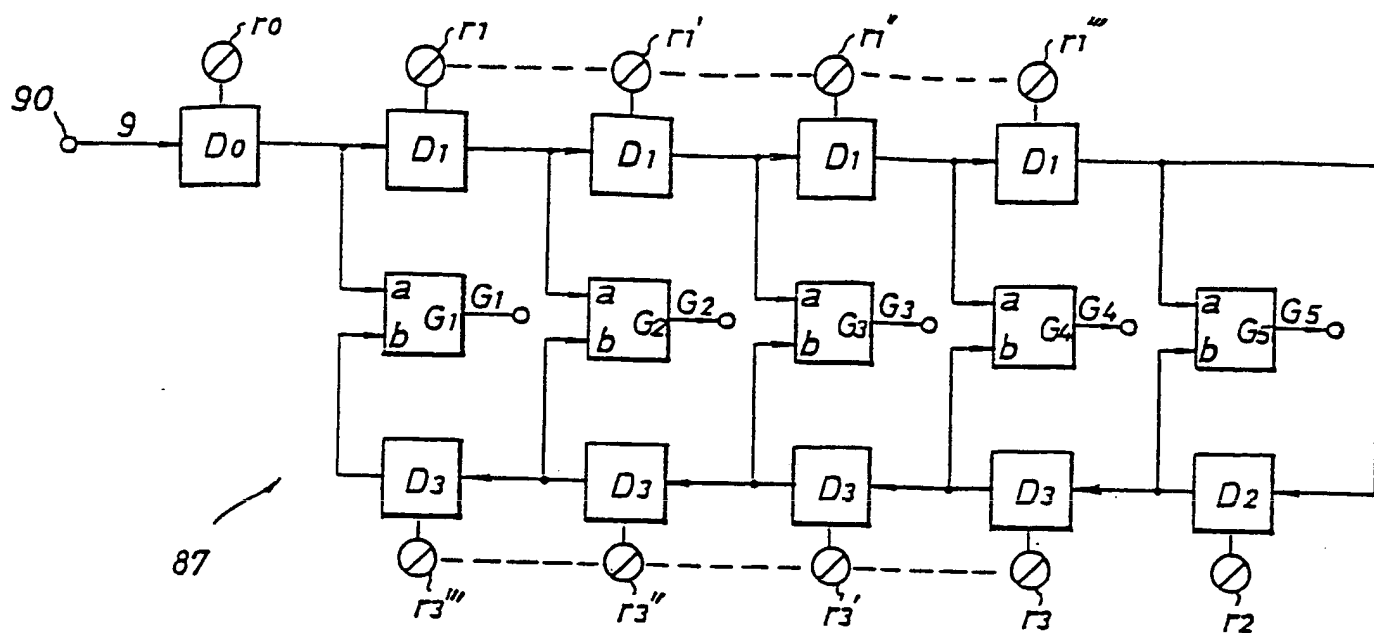 r0 r1 r1' r1'' r1'''
90 9 D0 D1 D1 D1 D1
a G1 G1 a G2 G2 a G3 G3 a G4 G4 a G5 G5
b b b b b
D3 D3 D3 D3 D2
87
r3''' r3'' r3' r3 r2